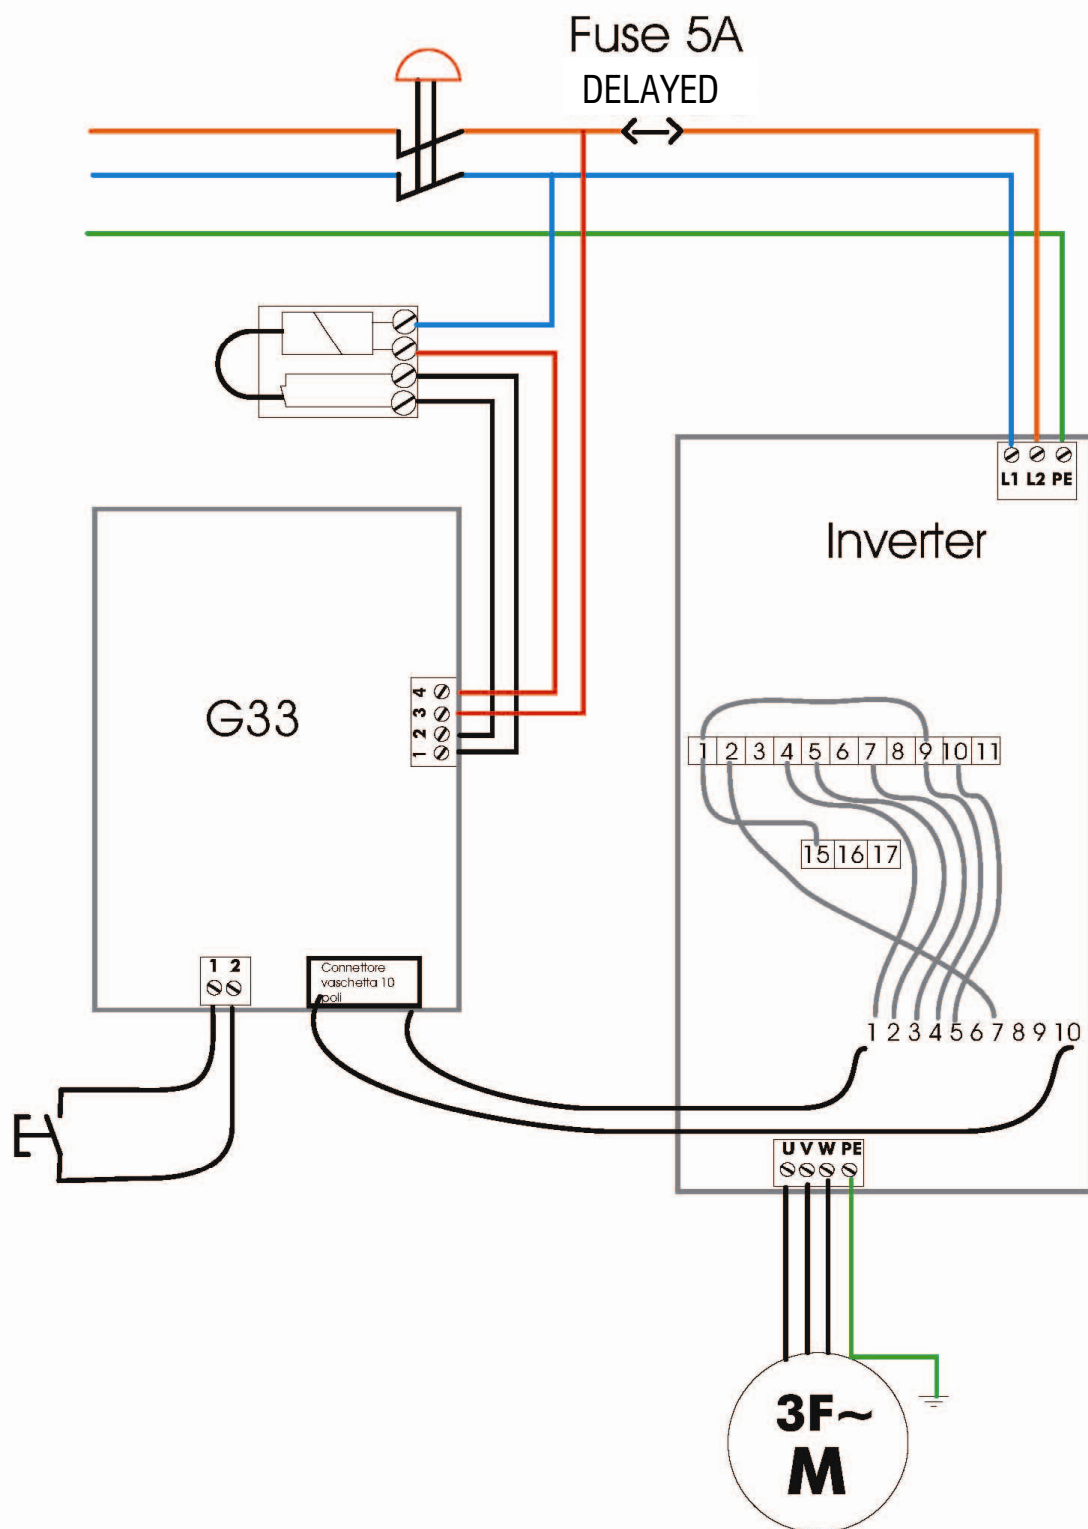 Fuse 5A
DELAYED
L1 L2 PE
Inverter
G33
4
3
2
1
1 2 3 4 5 6 7 8 9 10 11
15 16 17
1 2
Connettore
vaschetta 10
poli
1 2 3 4 5 6 7 8 9 10
U V W PE
3F~
M